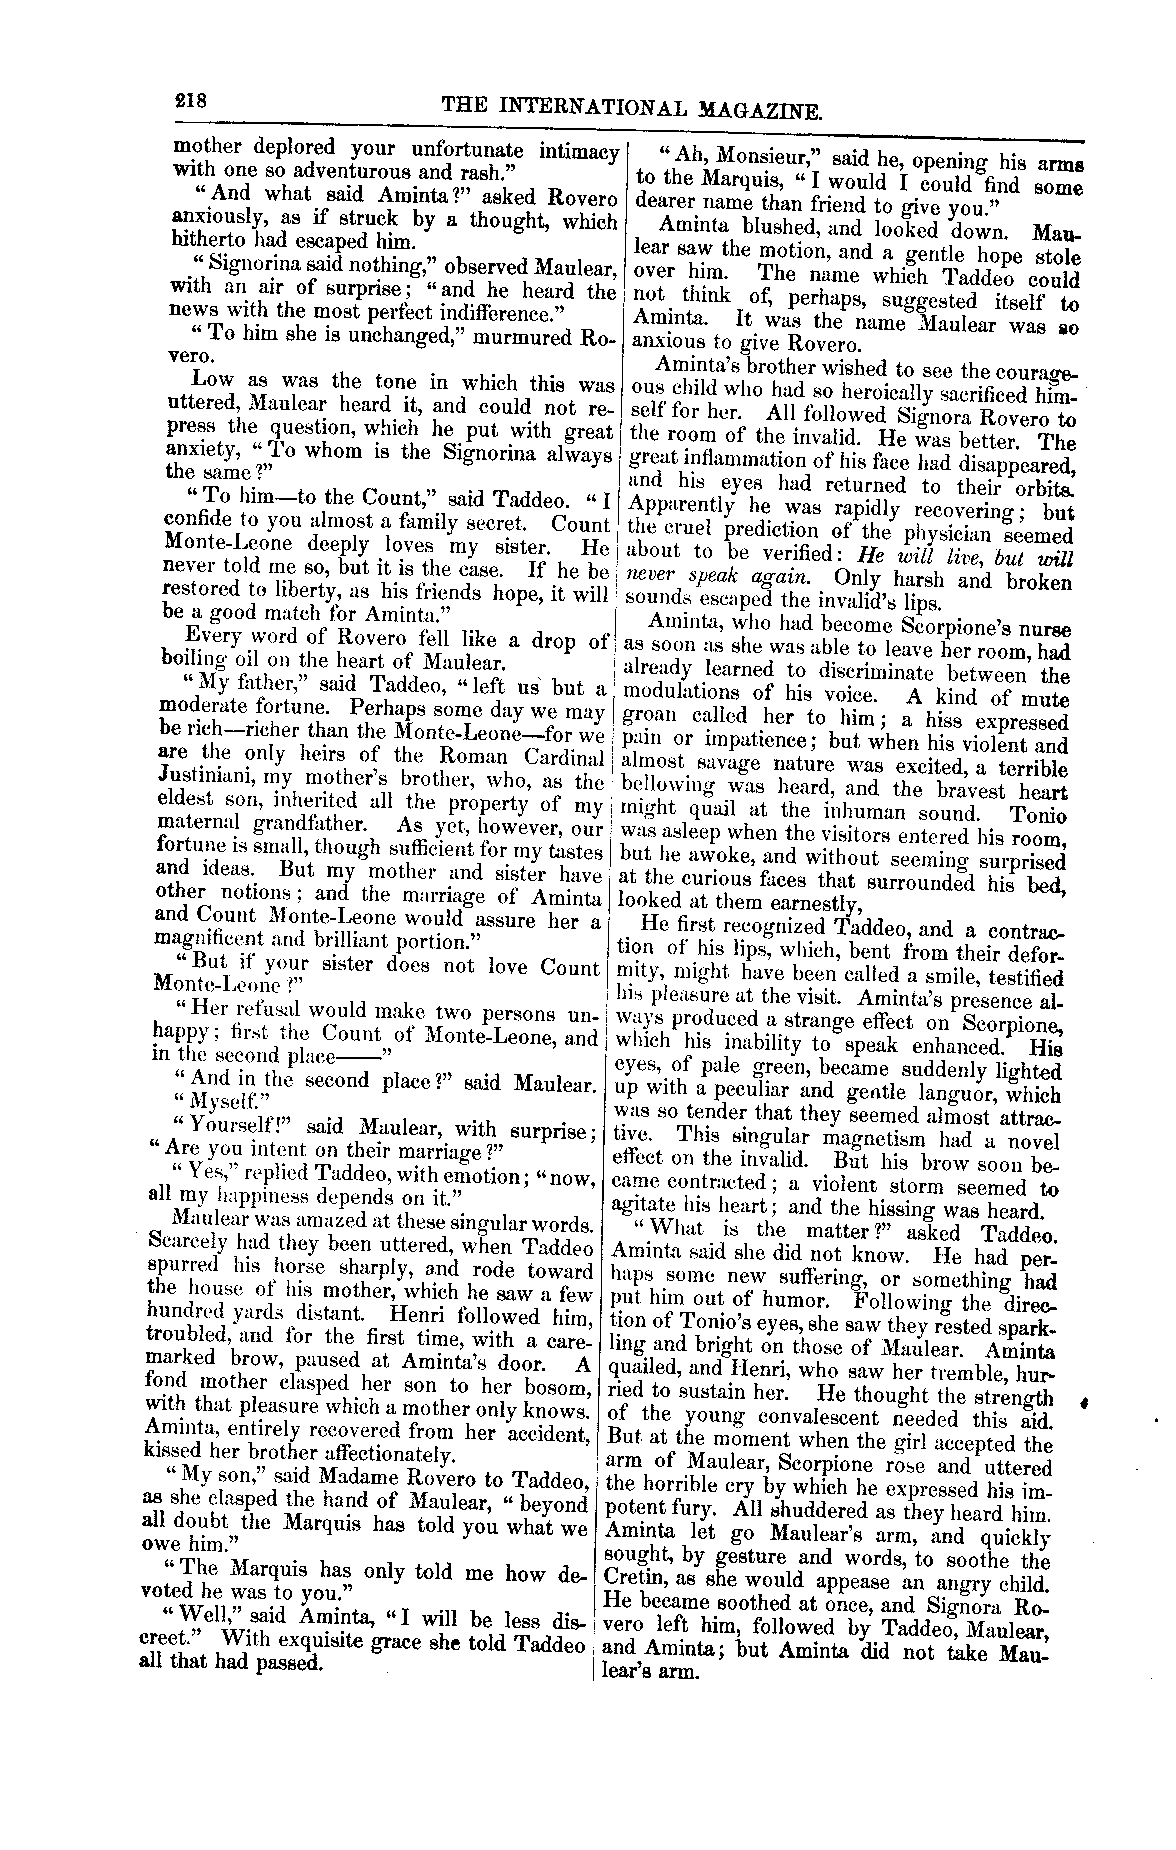 218
THE INTERNATIONAL MAGAZINE.
mother deplored your unfortunate intimacy
with one so adventurous and rash.”
“And what said Aminta?” asked Rovero
anxiously, as if struck by a thought, which
hitherto had escaped him.
“Signorina said nothing,” observed Maulear,
with an air of surprise; “and he heard the
news with the most perfect indifference.”
“To him she is unchanged,” murmured Ro-
vero.
Low as was the tone in which this was
uttered, Maulear heard it, and could not re-
press the question, which he put with great
anxiety, “To whom is the Signorina always
the same?”
“To him—to the Count,” said Taddeo. “I
confide to you almost a family secret. Count
Monte-Leone deeply loves my sister. He
never told me so, but it is the case. If he be
restored to liberty, as his friends hope, it will
be a good match for Aminta.”
Every word of Rovero fell like a drop of
boiling oil on the heart of Maulear.
“My father,” said Taddeo, “left us but a
moderate fortune. Perhaps some day we may
be rich—richer than the Monte-Leone—for we
are the only heirs of the Roman Cardinal
Justiniani, my mother’s brother, who, as the
eldest son, inherited all the property of my
maternal grandfather. As yet, however, our
fortune is small, though sufficient for my tastes
and ideas. But my mother and sister have
other notions; and the marriage of Aminta
and Count Monte-Leone would assure her a
magnificent and brilliant portion.”
“But if your sister does not love Count
Monte-Leone?”
“Her refusal would make two persons un-
happy; first the Count of Monte-Leone, and
in the second place——”
“And in the second place?” said Maulear.
“Myself.”
“Yourself!” said Maulear, with surprise;
“Are you intent on their marriage?”
“Yes,” replied Taddeo, with emotion; “now,
all my happiness depends on it.”
Maulear was amazed at these singular words.
Scarcely had they been uttered, when Taddeo
spurred his horse sharply, and rode toward
the house of his mother, which he saw a few
hundred yards distant. Henri followed him,
troubled, and for the first time, with a care-
marked brow, paused at Aminta’s door. A
fond mother clasped her son to her bosom,
with that pleasure which a mother only knows.
Aminta, entirely recovered from her accident,
kissed her brother affectionately.
“My son,” said Madame Rovero to Taddeo,
as she clasped the hand of Maulear, “beyond
all doubt the Marquis has told you what we
owe him.”
“The Marquis has only told me how de-
voted he was to you.”
“Well,” said Aminta, “I will be less dis-
creet.” With exquisite grace she told Taddeo
all that had passed.
“Ah, Monsieur,” said he, opening his arms
to the Marquis, “I would I could find some
dearer name than friend to give you.”
Aminta blushed, and looked down. Mau-
lear saw the motion, and a gentle hope stole
over him. The name which Taddeo could
not think of, perhaps, suggested itself to
Aminta. It was the name Maulear was so
anxious to give Rovero.
Aminta’s brother wished to see the courage-
ous child who had so heroically sacrificed him-
self for her. All followed Signora Rovero to
the room of the invalid. He was better. The
great inflammation of his face had disappeared,
and his eyes had returned to their orbits.
Apparently he was rapidly recovering; but
the cruel prediction of the physician seemed
about to be verified: He will live, but will
never speak again. Only harsh and broken
sounds escaped the invalid’s lips.
Aminta, who had become Scorpione’s nurse
as soon as she was able to leave her room, had
already learned to discriminate between the
modulations of his voice. A kind of mute
groan called her to him; a hiss expressed
pain or impatience; but when his violent and
almost savage nature was excited, a terrible
bellowing was heard, and the bravest heart
might quail at the inhuman sound. Tonio
was asleep when the visitors entered his room,
but he awoke, and without seeming surprised
at the curious faces that surrounded his bed,
looked at them earnestly,
He first recognized Taddeo, and a contrac-
tion of his lips, which, bent from their defor-
mity, might have been called a smile, testified
his pleasure at the visit. Aminta’s presence al-
ways produced a strange effect on Scorpione,
which his inability to speak enhanced. His
eyes, of pale green, became suddenly lighted
up with a peculiar and gentle languor, which
was so tender that they seemed almost attrac-
tive. This singular magnetism had a novel
effect on the invalid. But his brow soon be-
came contracted; a violent storm seemed to
agitate his heart; and the hissing was heard.
“What is the matter?” asked Taddeo.
Aminta said she did not know. He had per-
haps some new suffering, or something had
put him out of humor. Following the direc-
tion of Tonio’s eyes, she saw they rested spark-
ling and bright on those of Maulear. Aminta
quailed, and Henri, who saw her tremble, hur-
ried to sustain her. He thought the strength
of the young convalescent needed this aid.
But at the moment when the girl accepted the
arm of Maulear, Scorpione rose and uttered
the horrible cry by which he expressed his im-
potent fury. All shuddered as they heard him.
Aminta let go Maulear’s arm, and quickly
sought, by gesture and words, to soothe the
Cretin, as she would appease an angry child.
He became soothed at once, and Signora Ro-
vero left him, followed by Taddeo, Maulear,
and Aminta; but Aminta did not take Mau-
lear’s arm.